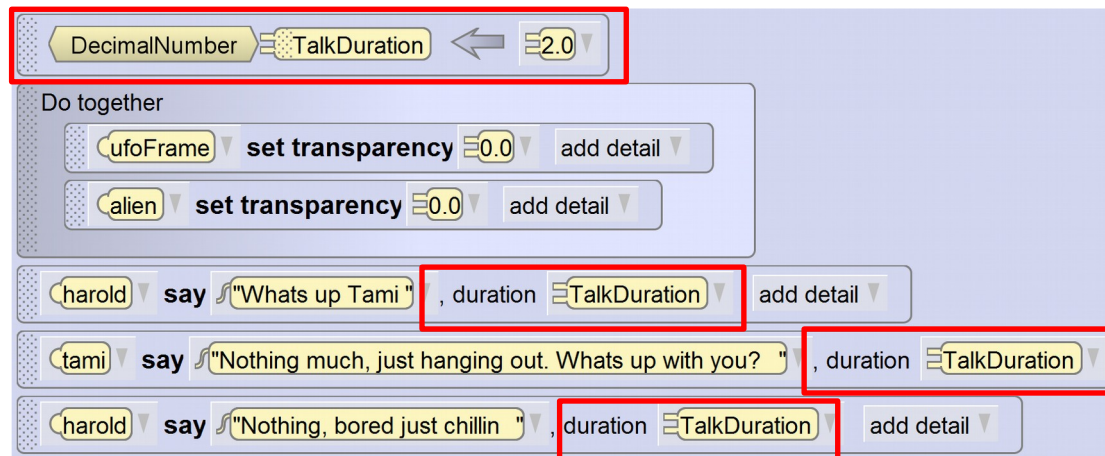 DecimalNumber TalkDuration 2.0
Do together
ufoFrame set transparency 0.0 add detail
alien set transparency 0.0 add detail
harold say "Whats up Tami " , duration TalkDuration add detail
tami say "Nothing much, just hanging out. Whats up with you? " , duration TalkDuration
harold say "Nothing, bored just chillin " , duration TalkDuration add detail